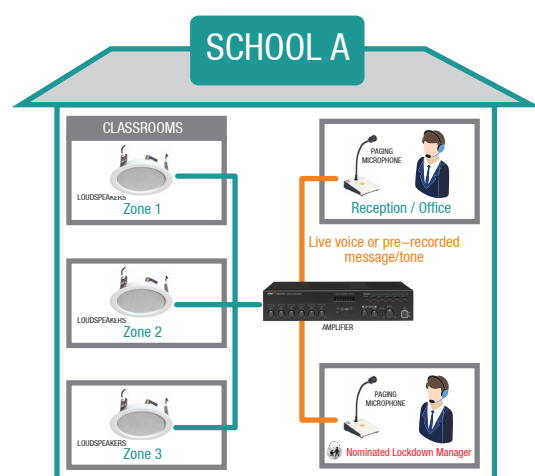 SCHOOL A
CLASSROOMS
LOUDSPEAKERS
Zone 1
LOUDSPEAKERS
Zone 2
LOUDSPEAKERS
Zone 3
PAGING
MICROPHONE
Reception / Office
Live voice or pre–recorded
message/tone
AMPLIFIER
PAGING
MICROPHONE
Nominated Lockdown Manager